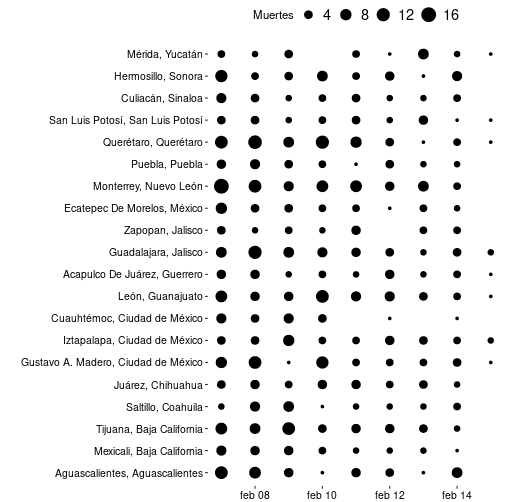 Muertes 4 8 12 16
Mérida, Yucatán
Hermosillo, Sonora
Culiacán, Sinaloa
San Luis Potosí, San Luis Potosí
Querétaro, Querétaro
Puebla, Puebla
Monterrey, Nuevo León
Ecatepec De Morelos, México
Zapopan, Jalisco
Guadalajara, Jalisco
Acapulco De Juárez, Guerrero
León, Guanajuato
Cuauhtémoc, Ciudad de México
Iztapalapa, Ciudad de México
Gustavo A. Madero, Ciudad de México
Juárez, Chihuahua
Saltillo, Coahuila
Tijuana, Baja California
Mexicali, Baja California
Aguascalientes, Aguascalientes
feb 08 feb 10 feb 12 feb 14